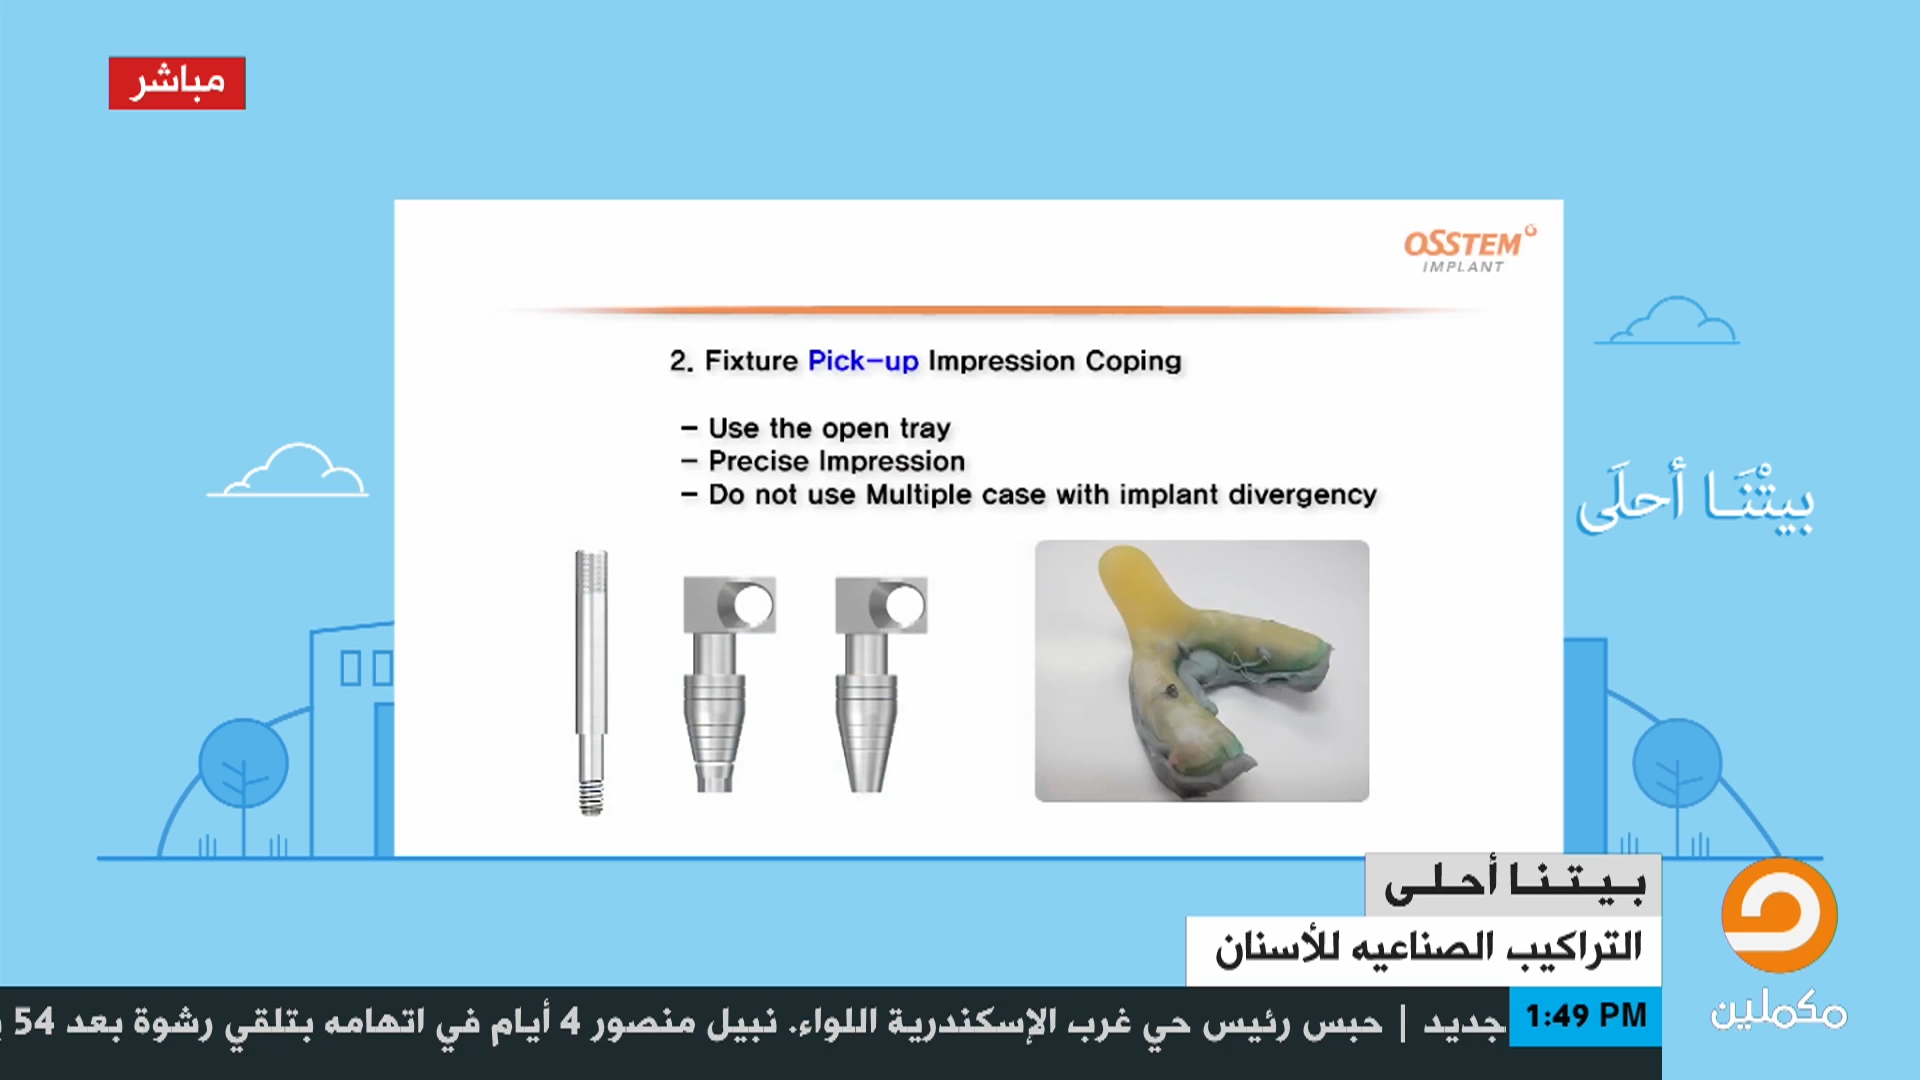 مباشر
OSSTEM
IMPLANT
2. Fixture Pick-up Impression Coping
- Use the open tray
- Precise Impression
- Do not use Multiple case with implant divergency
بيتْنَا أحلَى
بيتنا أحلى
التراكيب الصناعيه للأسنان
1:49 PM
جديد | حبس رئيس حي غرب الإسكندرية اللواء. نبيل منصور 4 أيام في اتهامه بتلقي رشوة بعد 54
مكملين